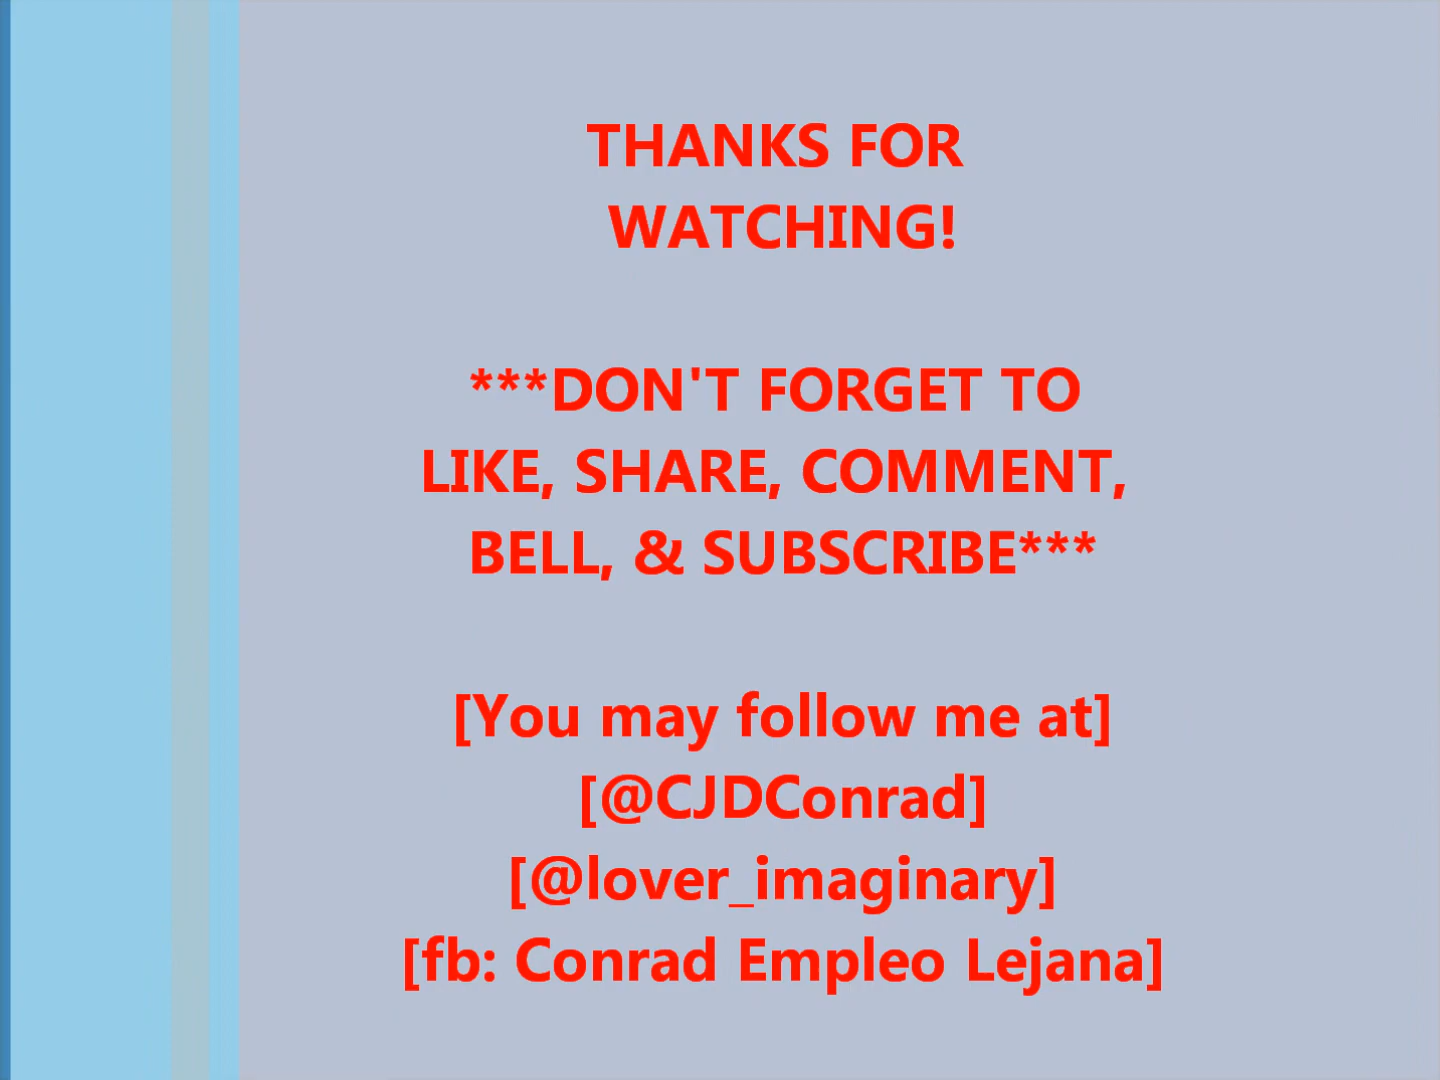 THANKS FOR
WATCHING!
***DON'T FORGET TO
LIKE, SHARE, COMMENT,
BELL, & SUBSCRIBE***
[You may follow me at]
[@CJDConrad]
[@lover_imaginary]
[fb: Conrad Empleo Lejana]